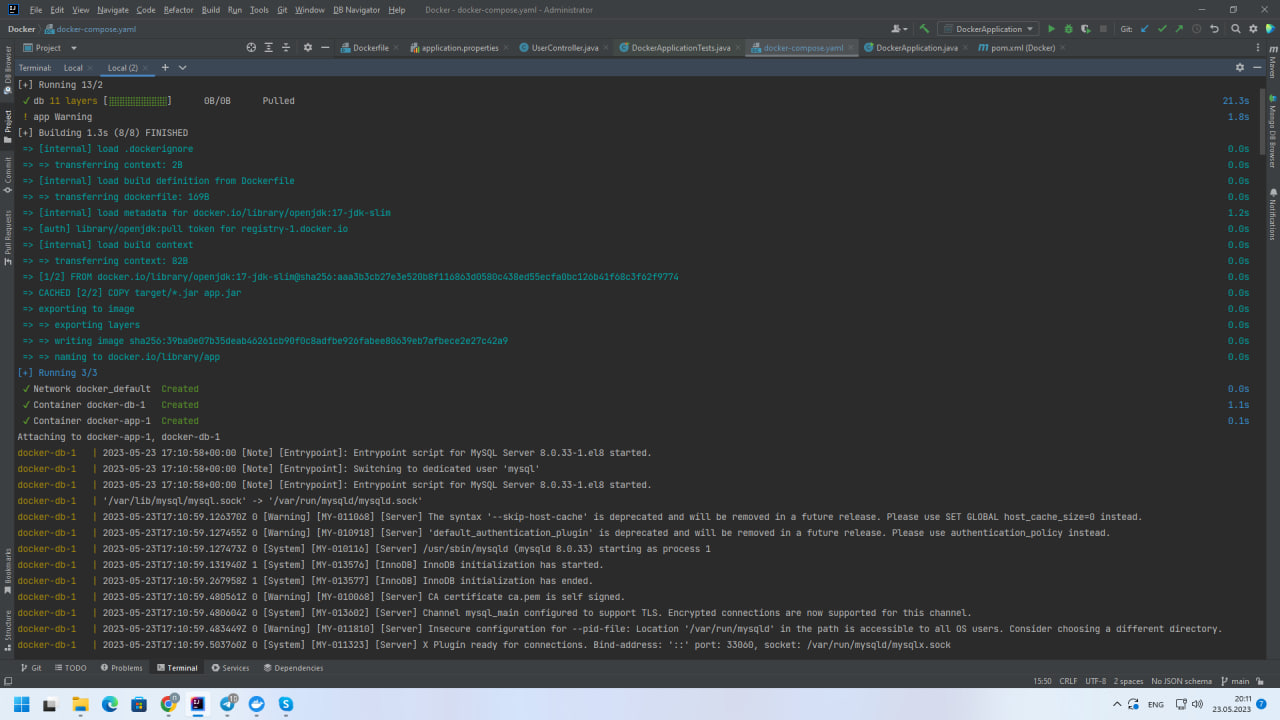 File Edit View Navigate Code Refactor Build Run Tools Git Window DB Navigator Help Docker - docker-compose.yaml - Administrator
Docker docker-compose.yaml DockerApplication Git:
Project Dockerfile application.properties UserController.java DockerApplicationTests.java docker-compose.yaml DockerApplication.java pom.xml (Docker)
Terminal: Local Local (2)
[+] Running 13/2
✓ db 11 layers [⣿⣿⣿⣿⣿⣿⣿⣿⣿⣿⣿] 0B/0B Pulled 21.3s
! app Warning 1.8s
[+] Building 1.3s (8/8) FINISHED
=> [internal] load .dockerignore 0.0s
=> => transferring context: 2B 0.0s
=> [internal] load build definition from Dockerfile 0.0s
=> => transferring dockerfile: 169B 0.0s
=> [internal] load metadata for docker.io/library/openjdk:17-jdk-slim 1.2s
=> [auth] library/openjdk:pull token for registry-1.docker.io 0.0s
=> [internal] load build context 0.0s
=> => transferring context: 82B 0.0s
=> [1/2] FROM docker.io/library/openjdk:17-jdk-slim@sha256:aaa3b3cb27e3e520b8f116863d0580c438ed55ecfa0bc126b41f68c3f62f9774 0.0s
=> CACHED [2/2] COPY target/*.jar app.jar 0.0s
=> exporting to image 0.0s
=> => exporting layers 0.0s
=> => writing image sha256:39ba0e07b35deab46261cb90f0c8adfbe926fabee80639eb7afbece2e27c42a9 0.0s
=> => naming to docker.io/library/app 0.0s
[+] Running 3/3
✓ Network docker_default Created 0.0s
✓ Container docker-db-1 Created 1.1s
✓ Container docker-app-1 Created 0.1s
Attaching to docker-app-1, docker-db-1
docker-db-1 | 2023-05-23 17:10:58+00:00 [Note] [Entrypoint]: Entrypoint script for MySQL Server 8.0.33-1.el8 started.
docker-db-1 | 2023-05-23 17:10:58+00:00 [Note] [Entrypoint]: Switching to dedicated user 'mysql'
docker-db-1 | 2023-05-23 17:10:58+00:00 [Note] [Entrypoint]: Entrypoint script for MySQL Server 8.0.33-1.el8 started.
docker-db-1 | '/var/lib/mysql/mysql.sock' -> '/var/run/mysqld/mysqld.sock'
docker-db-1 | 2023-05-23T17:10:59.126370Z 0 [Warning] [MY-011068] [Server] The syntax '--skip-host-cache' is deprecated and will be removed in a future release. Please use SET GLOBAL host_cache_size=0 instead.
docker-db-1 | 2023-05-23T17:10:59.127455Z 0 [Warning] [MY-010918] [Server] 'default_authentication_plugin' is deprecated and will be removed in a future release. Please use authentication_policy instead.
docker-db-1 | 2023-05-23T17:10:59.127473Z 0 [System] [MY-010116] [Server] /usr/sbin/mysqld (mysqld 8.0.33) starting as process 1
docker-db-1 | 2023-05-23T17:10:59.131940Z 1 [System] [MY-013576] [InnoDB] InnoDB initialization has started.
docker-db-1 | 2023-05-23T17:10:59.267958Z 1 [System] [MY-013577] [InnoDB] InnoDB initialization has ended.
docker-db-1 | 2023-05-23T17:10:59.480561Z 0 [Warning] [MY-010068] [Server] CA certificate ca.pem is self signed.
docker-db-1 | 2023-05-23T17:10:59.480604Z 0 [System] [MY-013602] [Server] Channel mysql_main configured to support TLS. Encrypted connections are now supported for this channel.
docker-db-1 | 2023-05-23T17:10:59.483449Z 0 [Warning] [MY-011810] [Server] Insecure configuration for --pid-file: Location '/var/run/mysqld' in the path is accessible to all OS users. Consider choosing a different directory.
docker-db-1 | 2023-05-23T17:10:59.503760Z 0 [System] [MY-011323] [Server] X Plugin ready for connections. Bind-address: '::' port: 33060, socket: /var/run/mysqld/mysqlx.sock
DB Browser
Project
Commit
Pull Requests
Bookmarks
Structure
Maven
Mongo DB Browser
Notifications
Git TODO Problems Terminal Services Dependencies
15:50 CRLF UTF-8 2 spaces No JSON schema main
ENG 20:11
23.05.2023